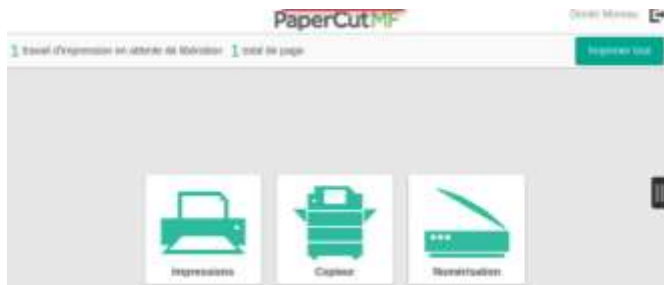 PaperCutMF
1 travail d'impression en attente de libération 1 total de page
Imprimer tout
Impressions
Copieur
Numérisation